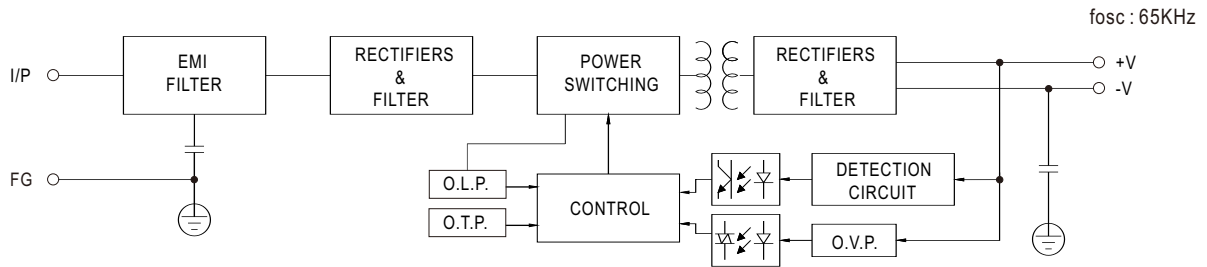 fosc : 65KHz
I/P
EMI
FILTER
RECTIFIERS
&
FILTER
POWER
SWITCHING
RECTIFIERS
&
FILTER
+V
-V
FG
O.L.P.
O.T.P.
CONTROL
DETECTION
CIRCUIT
O.V.P.